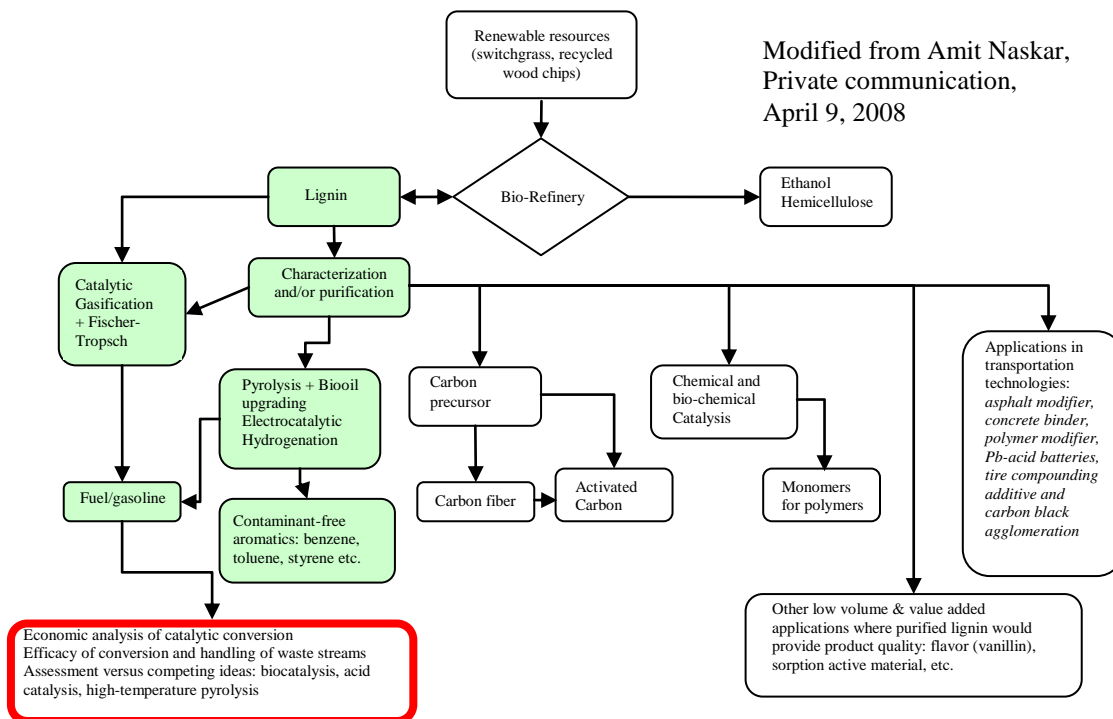 Renewable resources
(switchgrass, recycled
wood chips)
Modified from Amit Naskar,
Private communication,
April 9, 2008
Lignin
Bio-Refinery
Ethanol
Hemicellulose
Catalytic
Gasification
+ Fischer-
Tropsch
Characterization
and/or purification
Pyrolysis + Biooil
upgrading
Electrocatalytic
Hydrogenation
Carbon
precursor
Chemical and
bio-chemical
Catalysis
Applications in
transportation
technologies:
asphalt modifier,
concrete binder,
polymer modifier,
Pb-acid batteries,
tire compounding
additive and
carbon black
agglomeration
Fuel/gasoline
Contaminant-free
aromatics: benzene,
toluene, styrene etc.
Carbon fiber
Activated
Carbon
Monomers
for polymers
Economic analysis of catalytic conversion
Efficacy of conversion and handling of waste streams
Assessment versus competing ideas: biocatalysis, acid
catalysis, high-temperature pyrolysis
Other low volume & value added
applications where purified lignin would
provide product quality: flavor (vanillin),
sorption active material, etc.